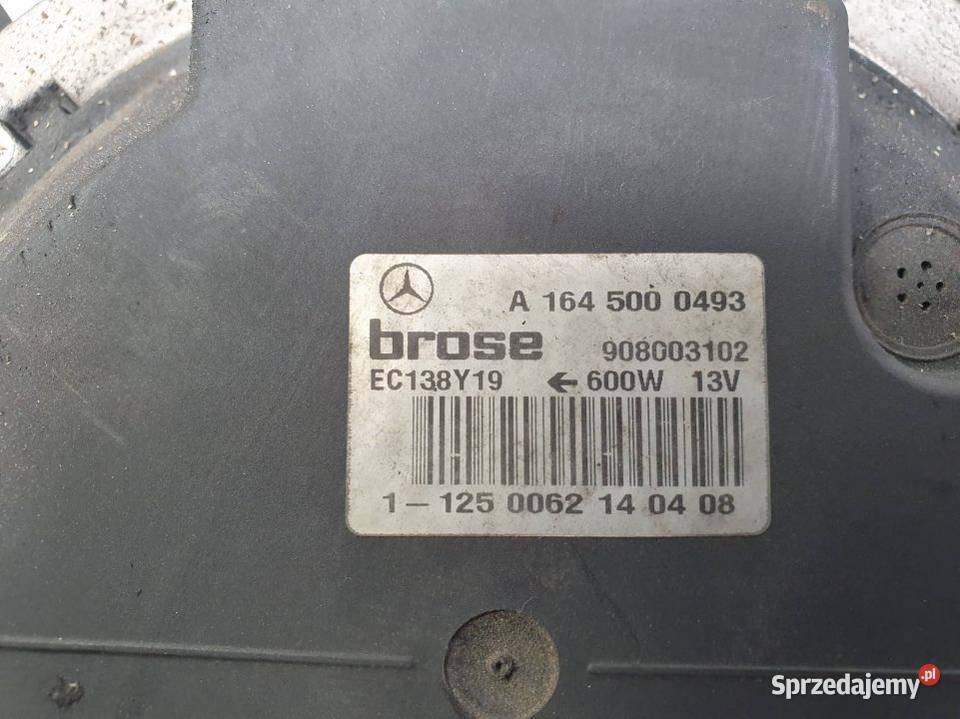 A 164 500 0493
brose 908003102
EC138Y19 ← 600W 13V
1-125 0062 14 04 08
Sprzedajemy.pl